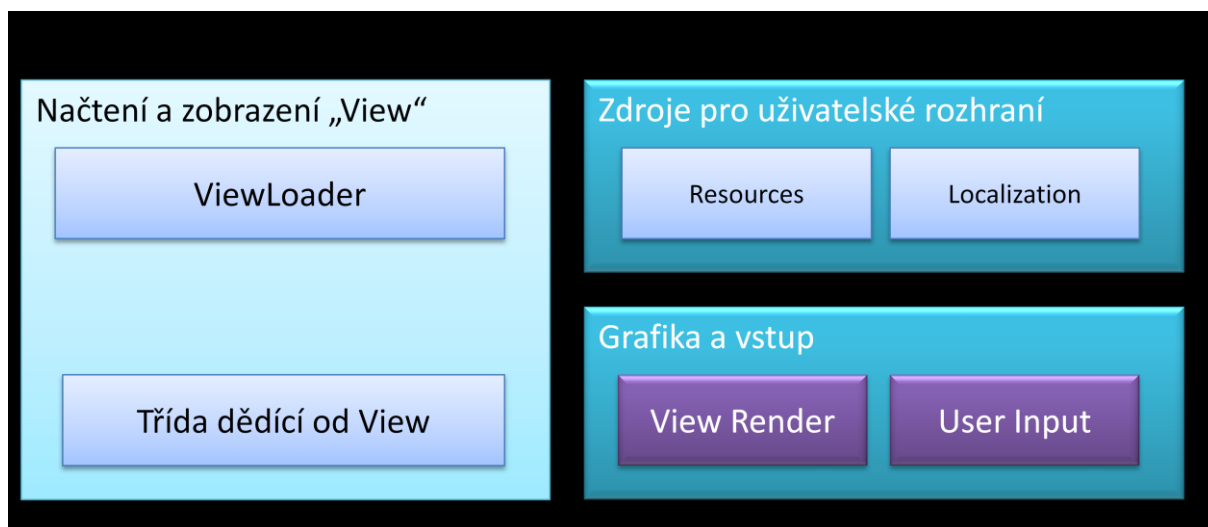 Načtení a zobrazení „View“
ViewLoader
Třída dědící od View
Zdroje pro uživatelské rozhraní
Resources
Localization
Grafika a vstup
View Render
User Input